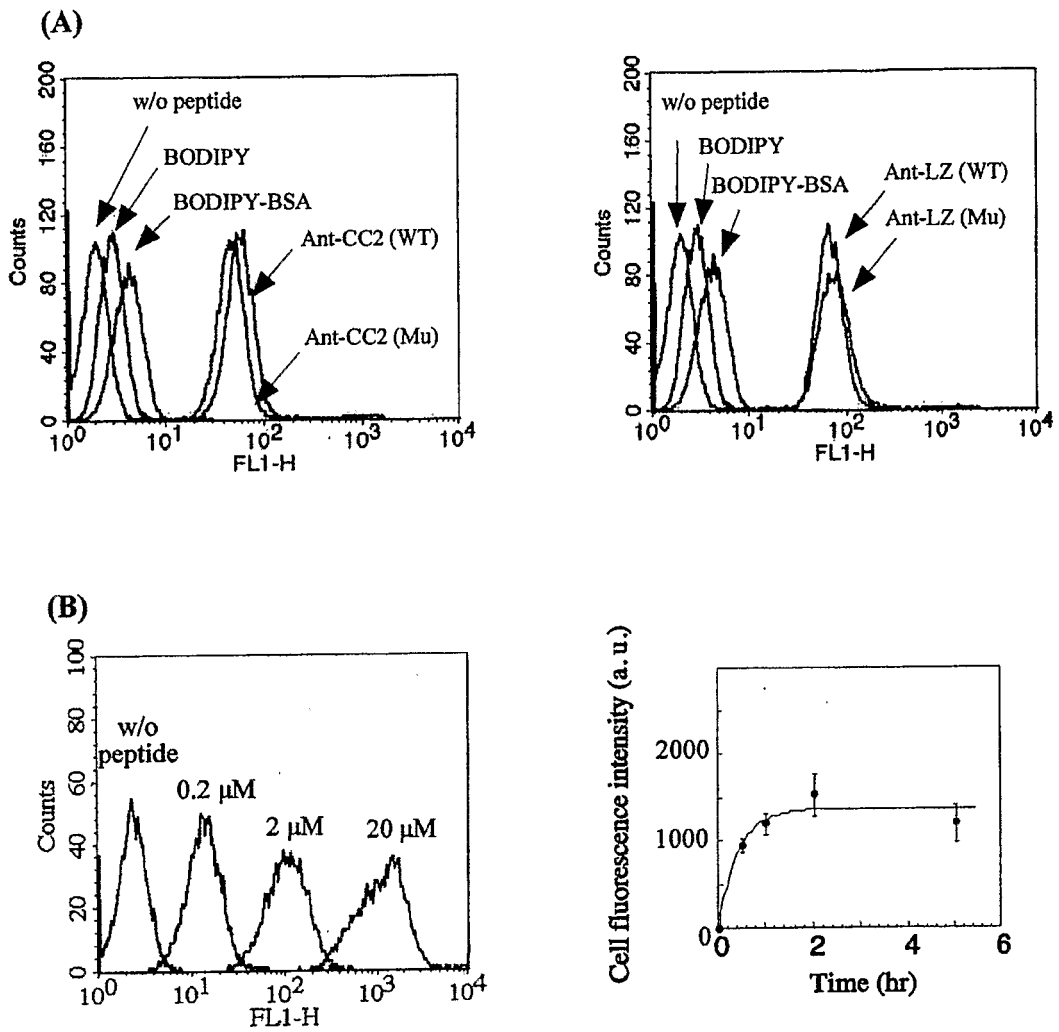 (A)
200
160
120
80
40
0
Counts
w/o peptide
BODIPY
BODIPY-BSA
Ant-CC2 (WT)
Ant-CC2 (Mu)
10^0 10^1 10^2 10^3 10^4
FL1-H
200
160
120
80
40
0
Counts
w/o peptide
BODIPY
BODIPY-BSA
Ant-LZ (WT)
Ant-LZ (Mu)
10^0 10^1 10^2 10^3 10^4
FL1-H
(B)
100
80
60
40
20
0
Counts
w/o
peptide
0.2 μM
2 μM
20 μM
10^0 10^1 10^2 10^3 10^4
FL1-H
Cell fluorescence intensity (a. u.)
2000
1000
0
0 2 4 6
Time (hr)